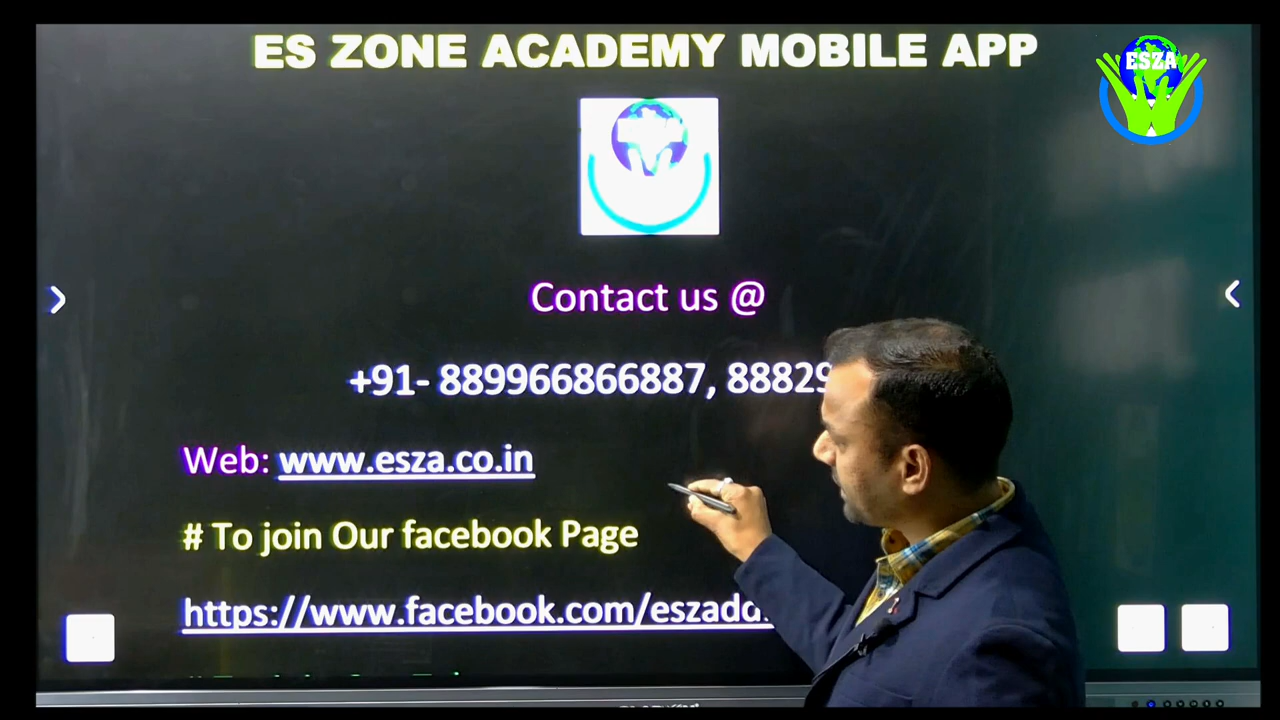 ES ZONE ACADEMY MOBILE APP
ESZA
Contact us @
+91- 889966866887, 88829
Web: www.esza.co.in
# To join Our facebook Page
https://www.facebook.com/eszadd